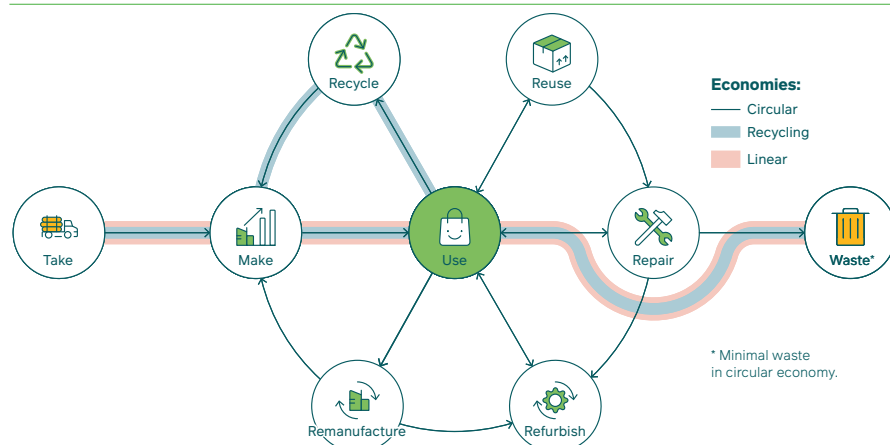 Recycle
Reuse
Economies:
Circular
Recycling
Linear
Take
Make
Use
Repair
Waste*
* Minimal waste
in circular economy.
Remanufacture
Refurbish